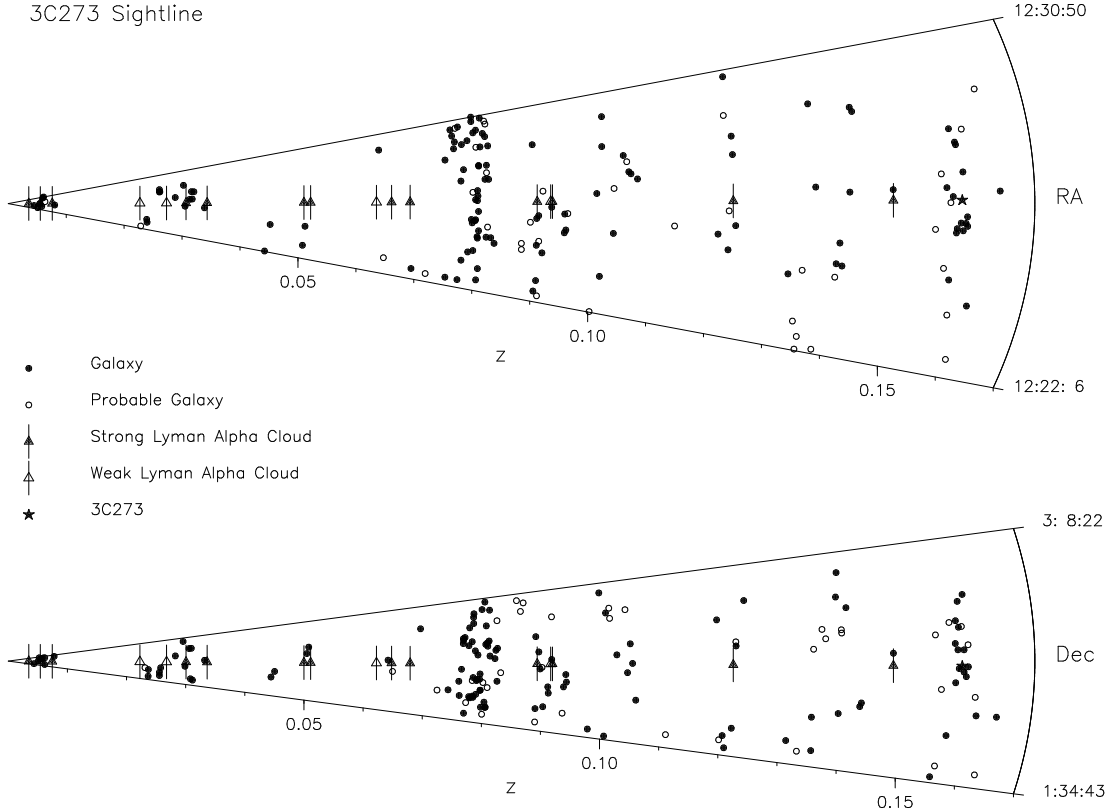 3C273 Sightline
12:30:50
RA
0.05
0.10
z
0.15
12:22: 6
Galaxy
Probable Galaxy
Strong Lyman Alpha Cloud
Weak Lyman Alpha Cloud
3C273
3: 8:22
Dec
0.05
0.10
z
0.15
1:34:43